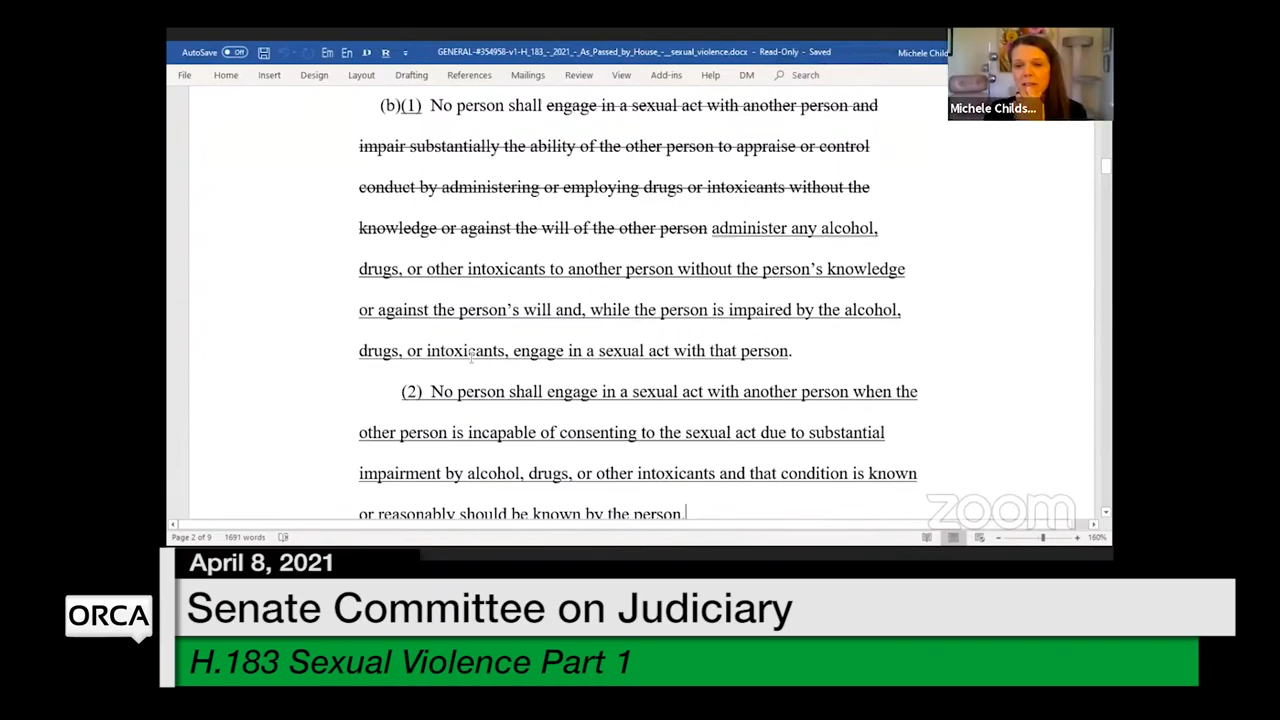 AutoSave Off
GENERAL-#354958-v1-H_183_-_2021_-_As_Passed_by_House_-_sexual_violence.docx - Read-Only - Saved
Michele Child
File Home Insert Design Layout Drafting References Mailings Review View Add-ins Help DM Search
Michele Childs...
(b)(1) No person shall engage in a sexual act with another person and
impair substantially the ability of the other person to appraise or control
conduct by administering or employing drugs or intoxicants without the
knowledge or against the will of the other person administer any alcohol,
drugs, or other intoxicants to another person without the person's knowledge
or against the person's will and, while the person is impaired by the alcohol,
drugs, or intoxicants, engage in a sexual act with that person.
(2) No person shall engage in a sexual act with another person when the
other person is incapable of consenting to the sexual act due to substantial
impairment by alcohol, drugs, or other intoxicants and that condition is known
or reasonably should be known by the person.
zoom
Page 2 of 9 1691 words 160%
April 8, 2021
ORCA
Senate Committee on Judiciary
H.183 Sexual Violence Part 1